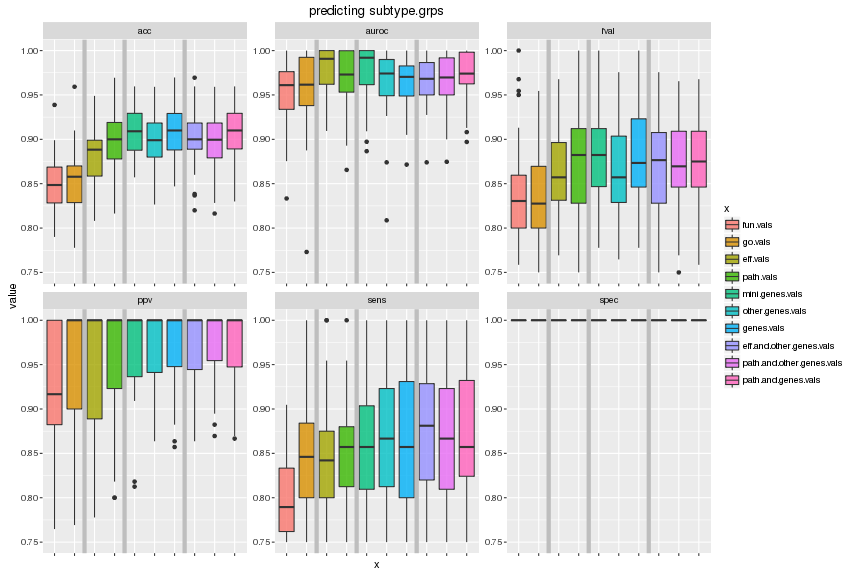 predicting subtype.grps
acc
auroc
fval
1.00
0.95
0.90
0.85
0.80
0.75
1.00
0.95
0.90
0.85
0.80
0.75
1.00
0.95
0.90
0.85
0.80
0.75
value
ppv
sens
spec
1.00
0.95
0.90
0.85
0.80
0.75
1.00
0.95
0.90
0.85
0.80
0.75
1.00
0.95
0.90
0.85
0.80
0.75
x
x
fun.vals
go.vals
eff.vals
path.vals
mini.genes.vals
other.genes.vals
genes.vals
eff.and.other.genes.vals
path.and.other.genes.vals
path.and.genes.vals